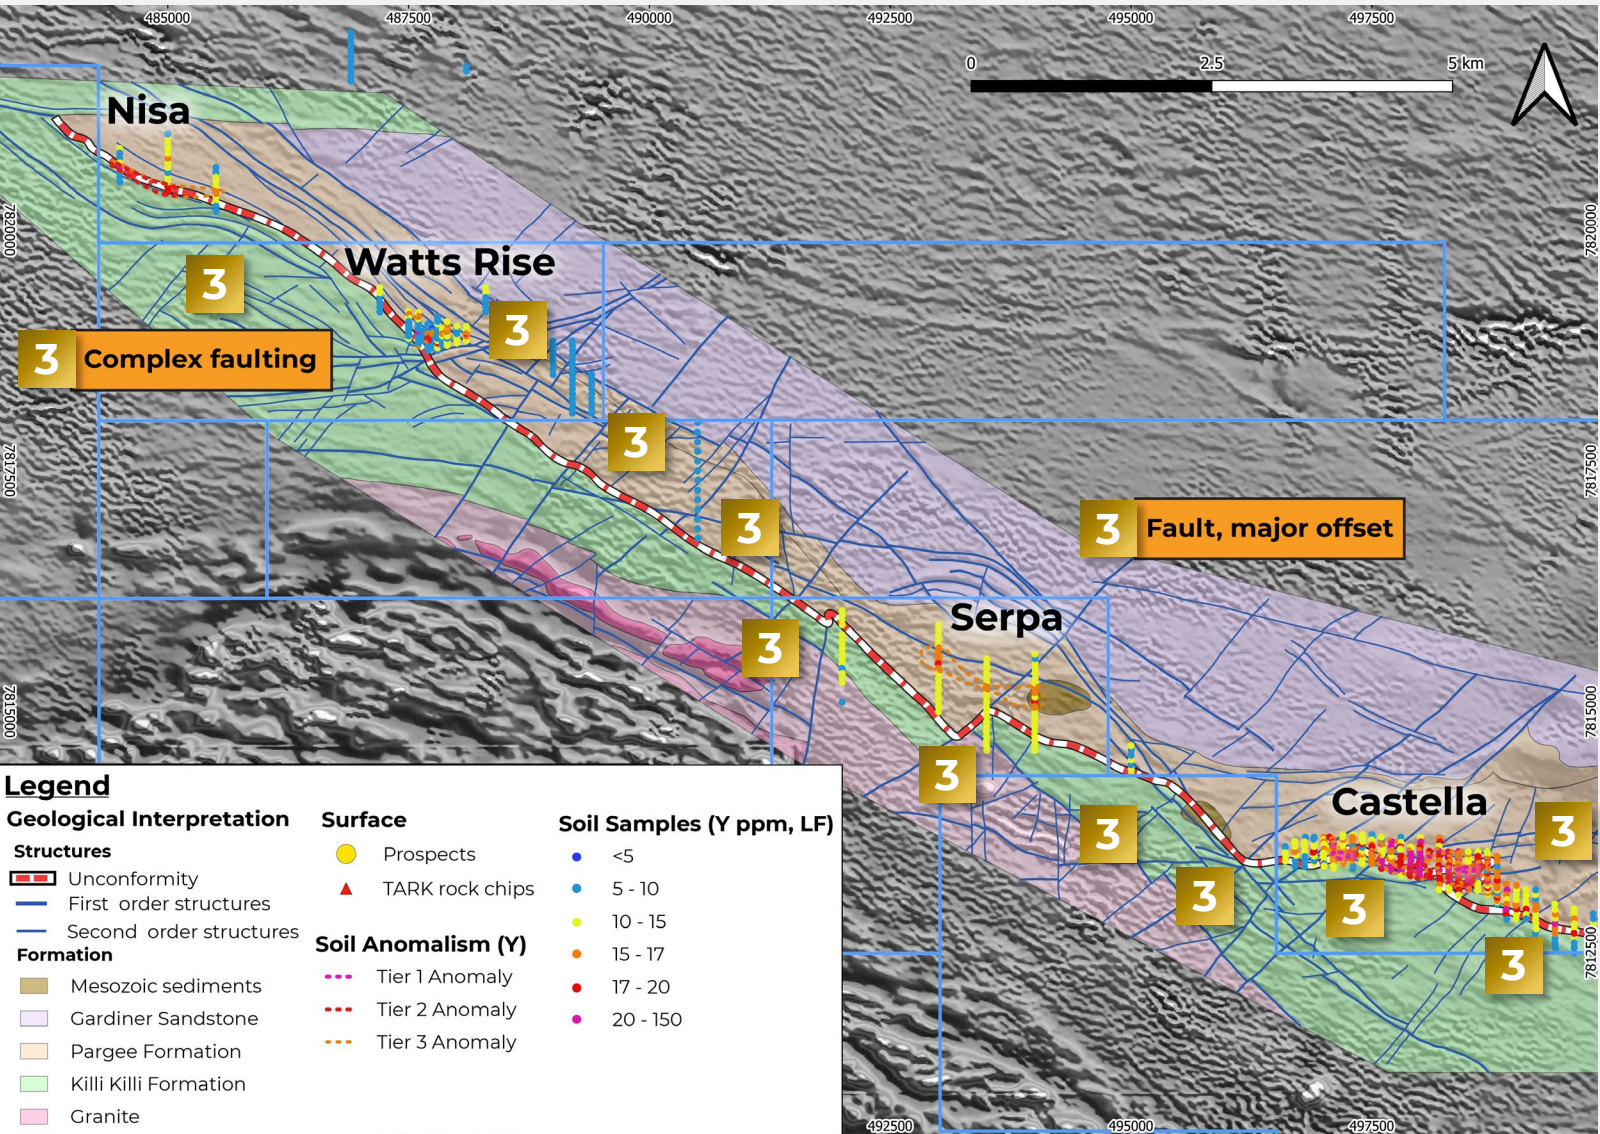 485000 487500 490000 492500 495000 497500
0 2.5 5 km
Nisa
7820000
7820000
Watts Rise
3
3
3 Complex faulting
3
7817500
7817500
3
3 Fault, major offset
Serpa
3
7815000
7815000
3
Castella
3
3
3
3
3
7812500
Legend
Geological Interpretation
Structures
Unconformity
First order structures
Second order structures
Formation
Mesozoic sediments
Gardiner Sandstone
Pargee Formation
Killi Killi Formation
Granite
Surface
Prospects
TARK rock chips
Soil Anomalism (Y)
Tier 1 Anomaly
Tier 2 Anomaly
Tier 3 Anomaly
Soil Samples (Y ppm, LF)
<5
5 - 10
10 - 15
15 - 17
17 - 20
20 - 150
492500 495000 497500